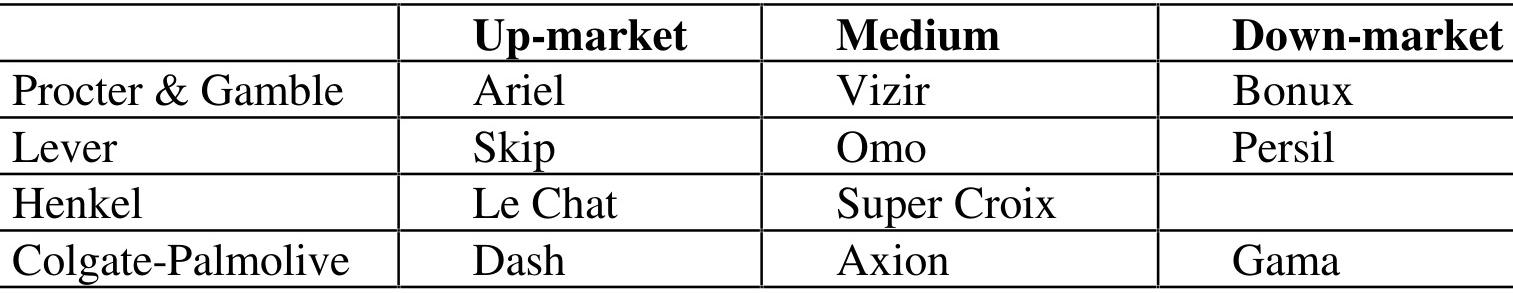 Up-market Medium Down-market
Procter & Gamble Ariel Vizir Bonux
Lever Skip Omo Persil
Henkel Le Chat Super Croix
Colgate-Palmolive Dash Axion Gama